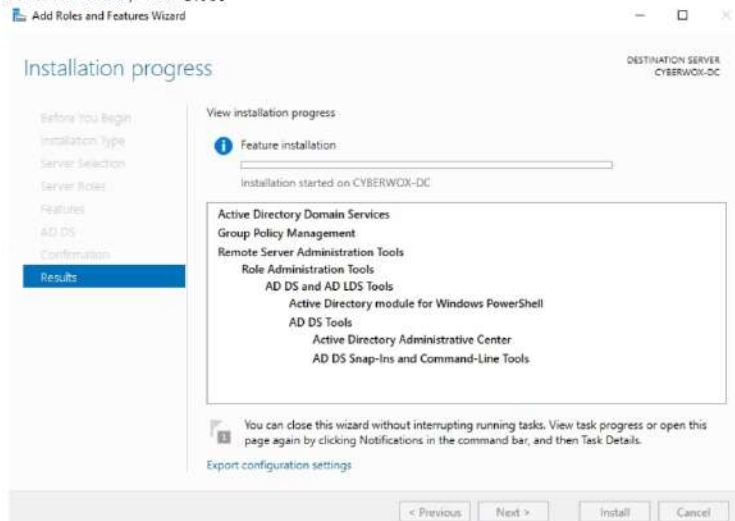 Add Roles and Features Wizard
Installation progress
DESTINATION SERVER
CYBERWOX-DC
Before You Begin
Installation Type
Server Selection
Server Roles
Features
AD DS
Confirmation
Results
View installation progress
Feature installation
Installation started on CYBERWOX-DC
Active Directory Domain Services
Group Policy Management
Remote Server Administration Tools
Role Administration Tools
AD DS and AD LDS Tools
Active Directory module for Windows PowerShell
AD DS Tools
Active Directory Administrative Center
AD DS Snap-Ins and Command-Line Tools
1
You can close this wizard without interrupting running tasks. View task progress or open this
page again by clicking Notifications in the command bar, and then Task Details.
Export configuration settings
< Previous
Next >
Install
Cancel